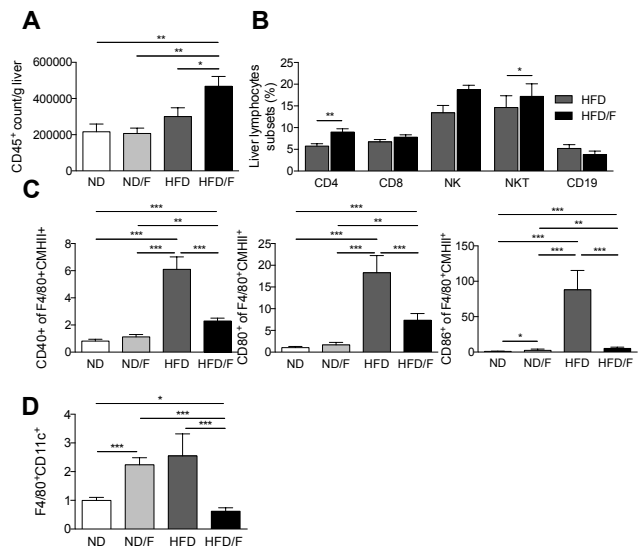 A
CD45⁺ count/g liver
600000
400000
200000
0
**
**
*
ND ND/F HFD HFD/F
B
Liver lymphocytes
subsets (%)
25
20
15
10
5
0
**
*
HFD
HFD/F
CD4 CD8 NK NKT CD19
C
CD40+ of F4/80+CMHII+
8
6
4
2
0
***
**
***
*** ***
ND ND/F HFD HFD/F
CD80⁺ of F4/80⁺CMHII⁺
25
20
15
10
5
0
***
**
***
*** ***
ND ND/F HFD HFD/F
CD86⁺ of F4/80⁺CMHII⁺
150
100
50
0
***
**
***
*** ***
*
ND ND/F HFD HFD/F
D
F4/80⁺CD11c⁺
4
3
2
1
0
*
***
***
***
ND ND/F HFD HFD/F